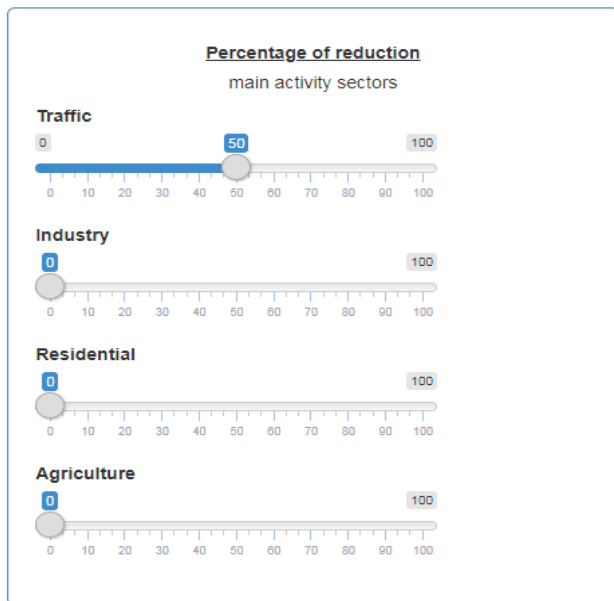 Percentage of reduction
main activity sectors
Traffic
0 50 100
0 10 20 30 40 50 60 70 80 90 100
Industry
0 100
0 10 20 30 40 50 60 70 80 90 100
Residential
0 100
0 10 20 30 40 50 60 70 80 90 100
Agriculture
0 100
0 10 20 30 40 50 60 70 80 90 100